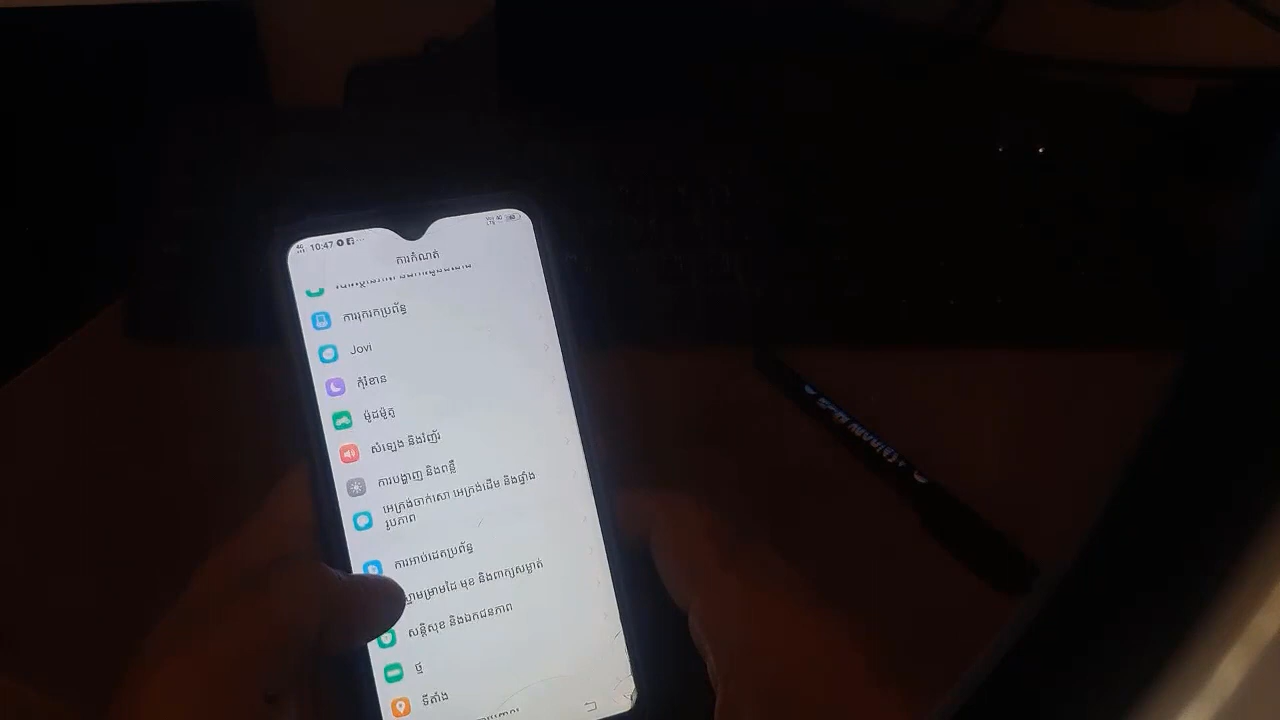 10:47
ការកំណត់
ការរុករកប្រព័ន្ធ
Jovi
កុំរំខាន
ម៉ូដម៉ូតូ
សំឡេង និងរំញ័រ
ការបង្ហាញ និងពន្លឺ
អេក្រង់ចាក់សោ អេក្រង់ដើម និងផ្ទាំង
រូបភាព
ការអាប់ដេតប្រព័ន្ធ
ស្នាមម្រាមដៃ មុខ និងពាក្យសម្ងាត់
សន្តិសុខ និងឯកជនភាព
ថ្ម
ទីតាំង